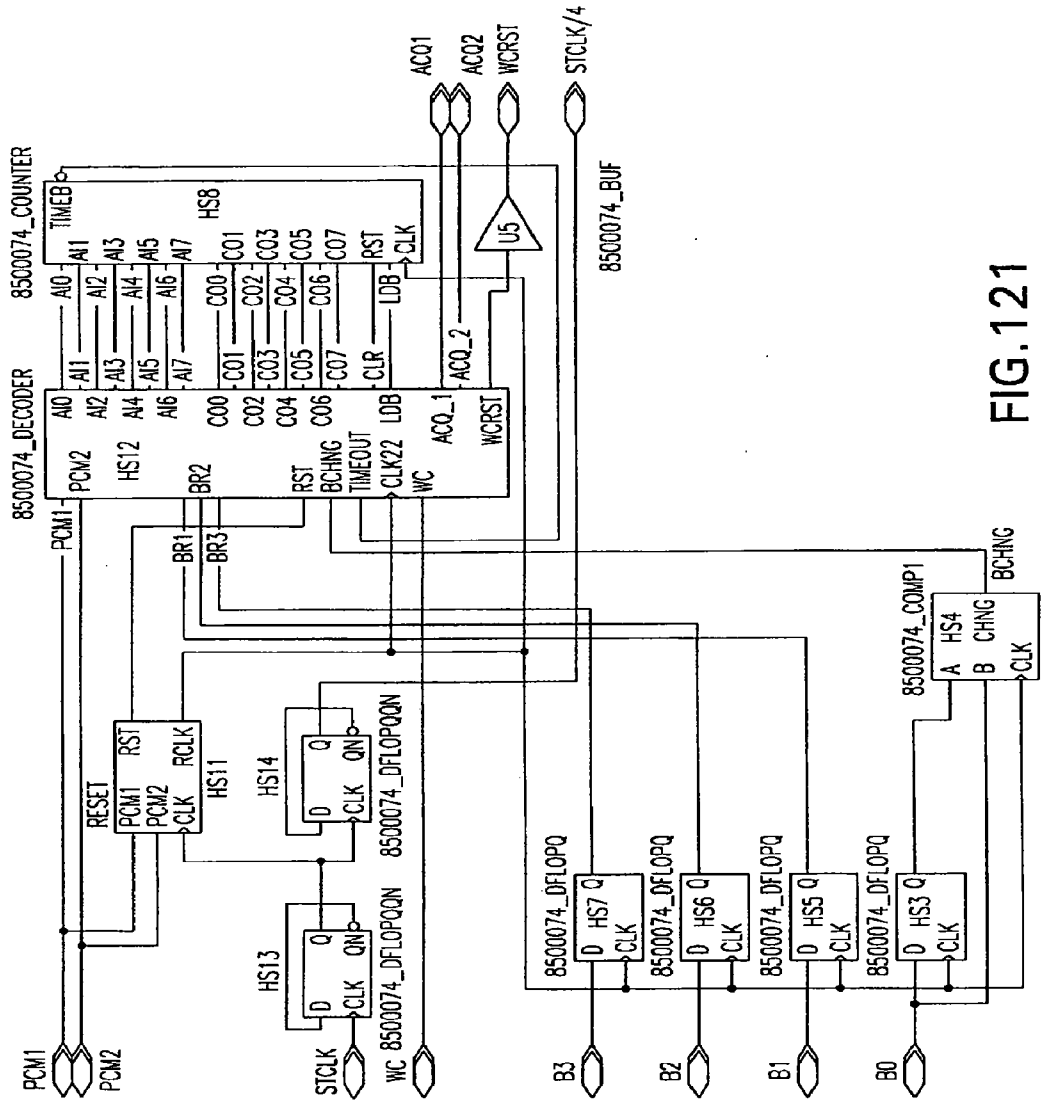 PCM1
PCM2
STCLK
WC
B3
B2
B1
B0
RESET
PCM1
PCM2
CLK
RST
RCLK
HS11
HS13
D
Q
CLK
QN
8500074_DFLOPQQN
HS14
D
Q
CLK
QN
8500074_DFLOPQQN
8500074_DFLOPQ
D
HS7
Q
CLK
8500074_DFLOPQ
D
HS6
Q
CLK
8500074_DFLOPQ
D
HS5
Q
CLK
8500074_DFLOPQ
D
HS3
Q
CLK
8500074_COMP1
A
HS4
B
CHNG
CLK
BCHNG
8500074_DECODER
PCM1
PCM2
HS12
BR1
BR2
BR3
RST
BCHNG
TIMEOUT
CLK22
WC
AI0
AI1
AI2
AI3
AI4
AI5
AI6
AI7
CO0
CO1
CO2
CO3
CO4
CO5
CO6
CO7
CLR
LDB
ACQ_1
ACQ_2
WCRST
8500074_COUNTER
AI0
AI1
AI2
AI3
AI4
AI5
AI6
AI7
CO0
CO1
CO2
CO3
CO4
CO5
CO6
CO7
RST
LDB
CLK
TIMEB
HS8
U5
8500074_BUF
ACQ1
ACQ2
WCRST
STCLK/4
FIG.121